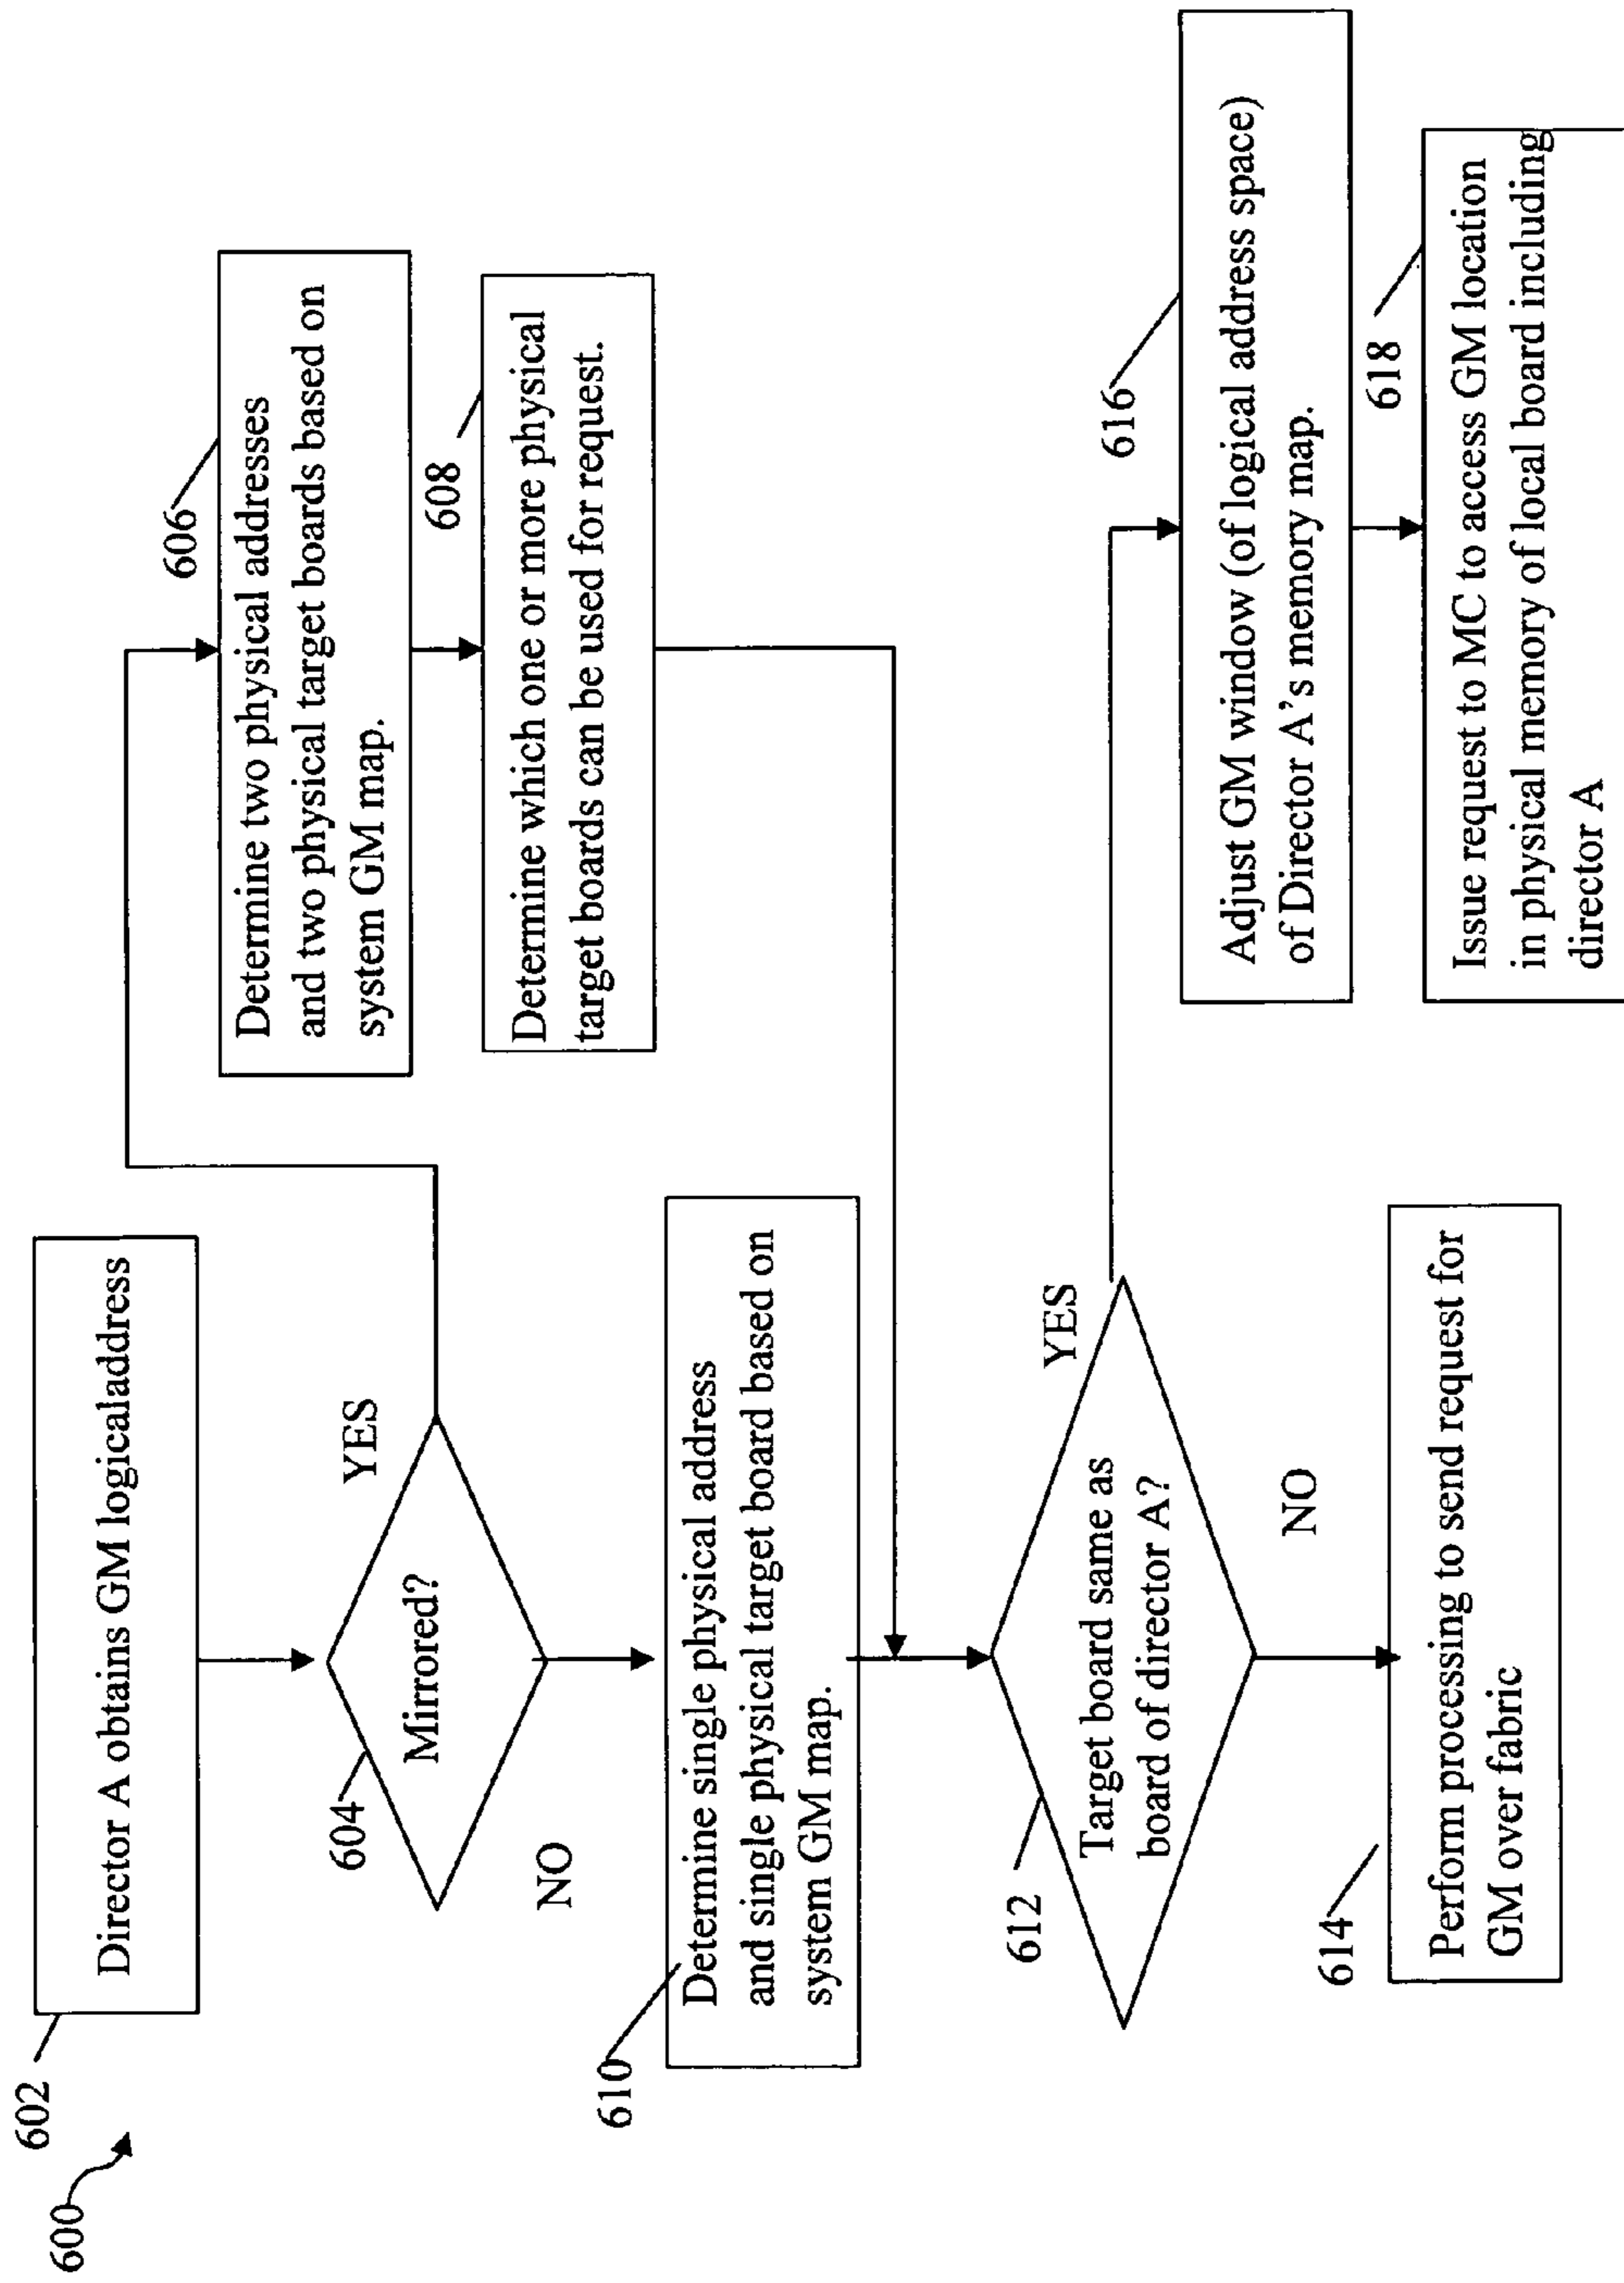 600
602
Director A obtains GM logicaladdress
604
Mirrored?
YES
NO
606
Determine two physical addresses
and two physical target boards based on
system GM map.
608
Determine which one or more physical
target boards can be used for request.
610
Determine single physical address
and single physical target board based on
system GM map.
612
Target board same as
board of director A?
YES
NO
614
Perform processing to send request for
GM over fabric
616
Adjust GM window (of logical address space)
of Director A's memory map.
618
Issue request to MC to access GM location
in physical memory of local board including
director A